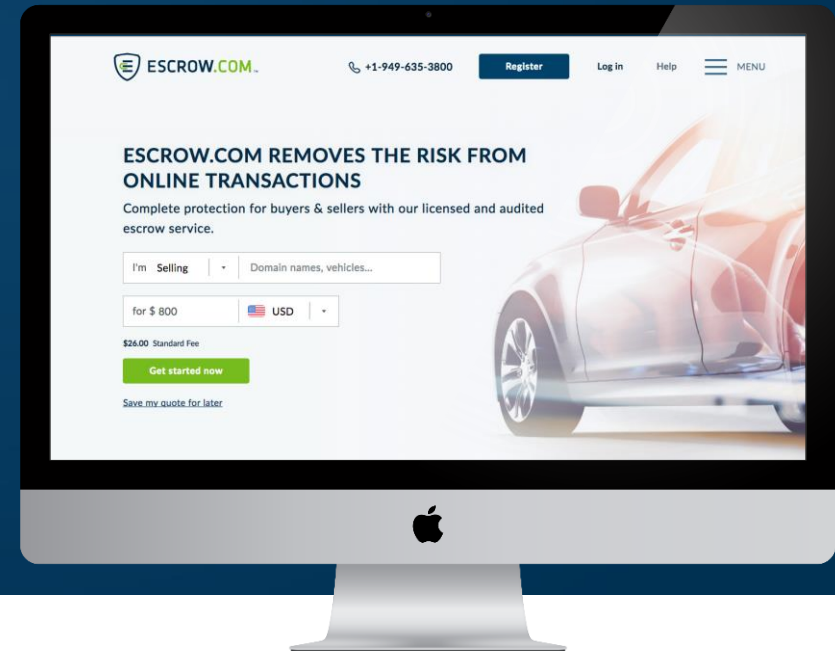 ESCROW.COM
+1-949-635-3800
Register
Log in
Help
MENU
ESCROW.COM REMOVES THE RISK FROM
ONLINE TRANSACTIONS
Complete protection for buyers & sellers with our licensed and audited
escrow service.
I'm Selling
Domain names, vehicles...
for $ 800
USD
$26.00 Standard Fee
Get started now
Save my quote for later